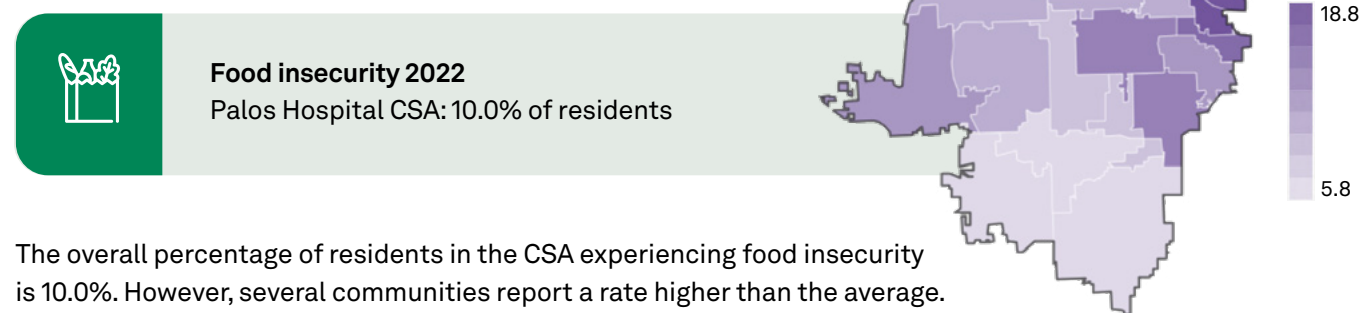 Food insecurity 2022
Palos Hospital CSA: 10.0% of residents
18.8
5.8
The overall percentage of residents in the CSA experiencing food insecurity
is 10.0%. However, several communities report a rate higher than the average.